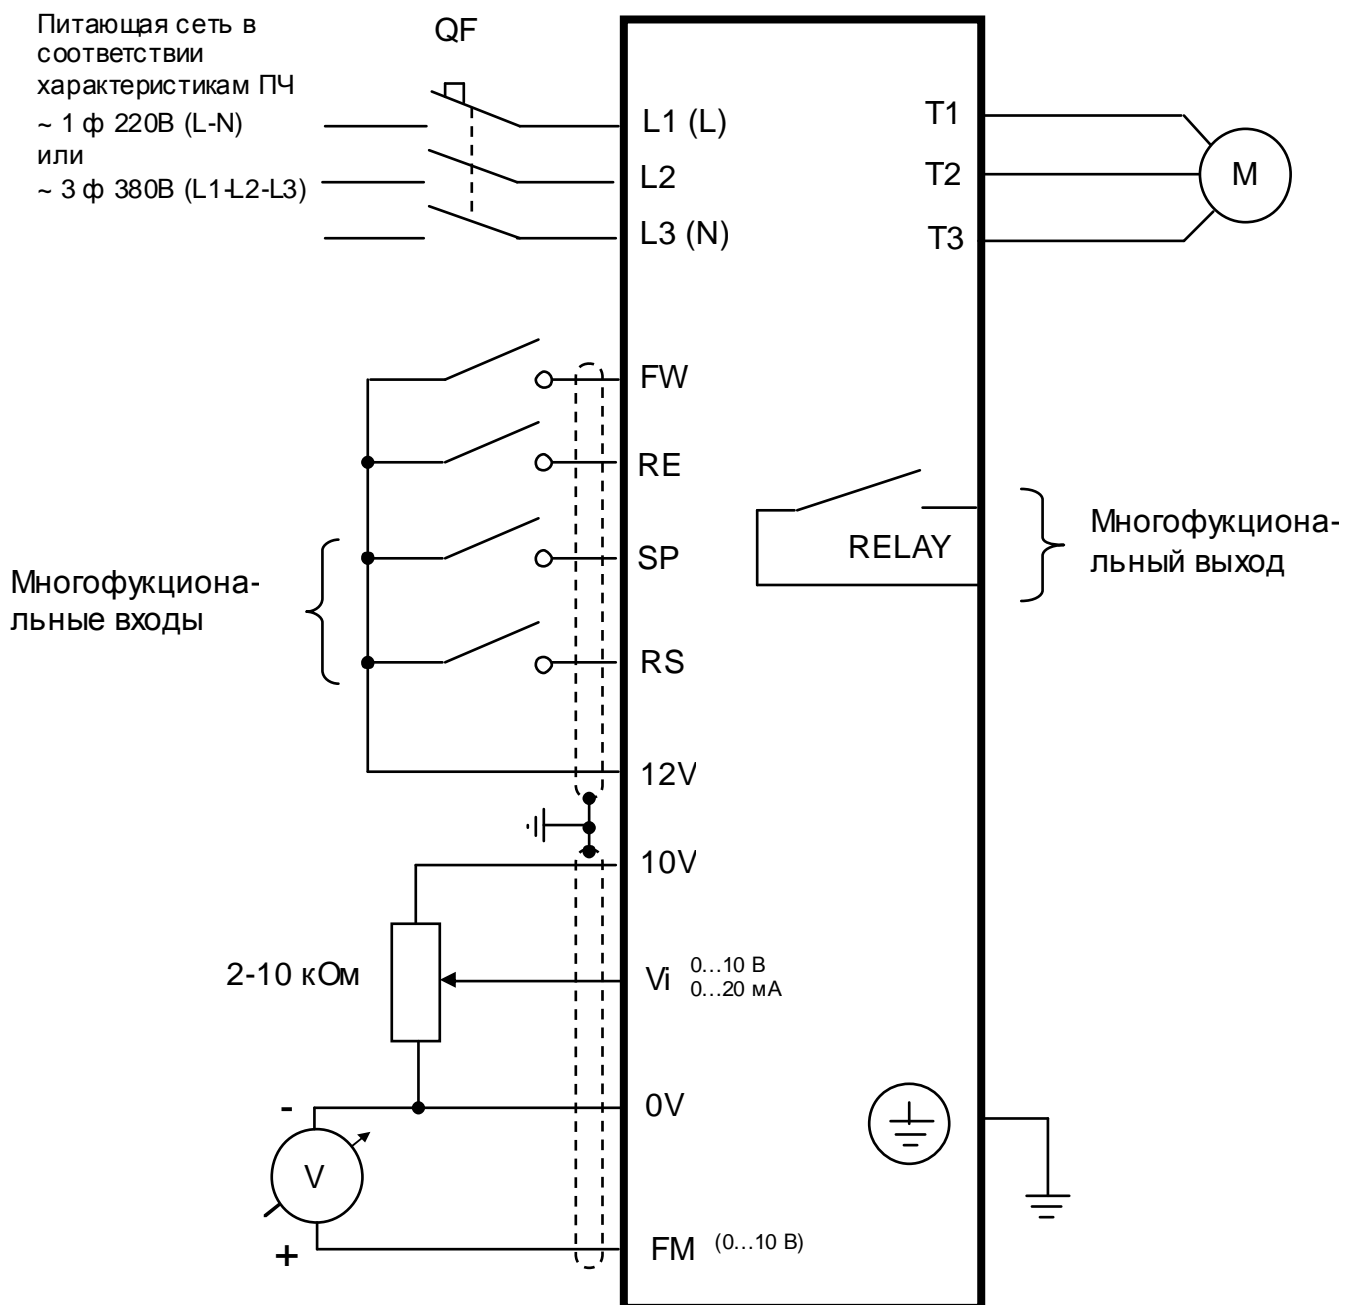 Питающая сеть в
соответствии
характеристикам ПЧ
~ 1 ф 220В (L-N)
или
~ 3 ф 380В (L1-L2-L3)
QF
L1 (L)
L2
L3 (N)
T1
T2
T3
M
FW
RE
SP
RS
12V
Многофукциона-
льные входы
RELAY
Многофукциона-
льный выход
10V
2-10 кОм
Vi 0...10 В
0...20 мА
0V
-
V
+
FM (0...10 В)